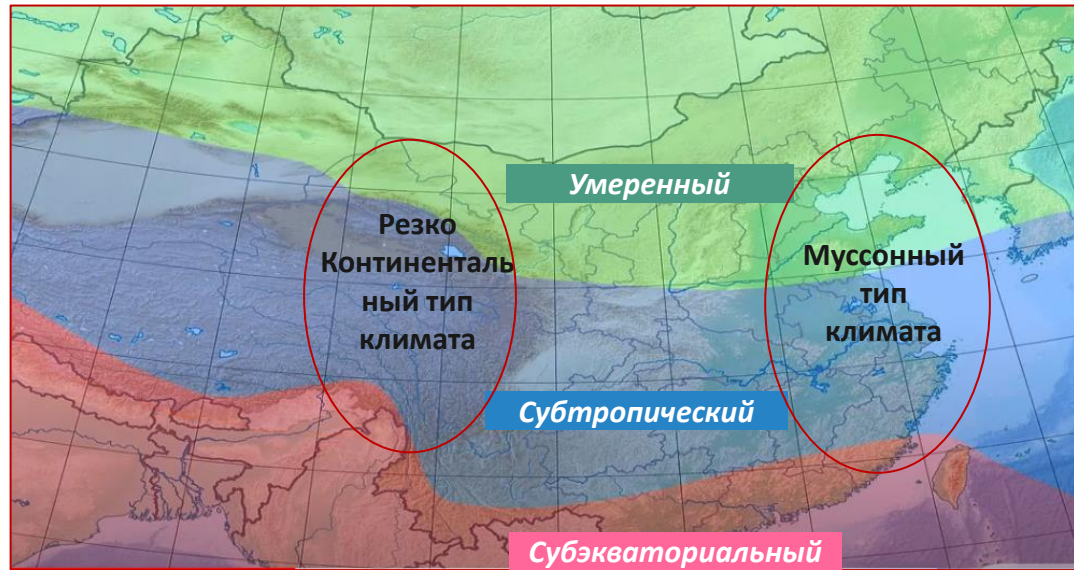 Умеренный
Резко
Континенталь
ный тип
климата
Муссонный
тип
климата
Субтропический
Субэкваториальный